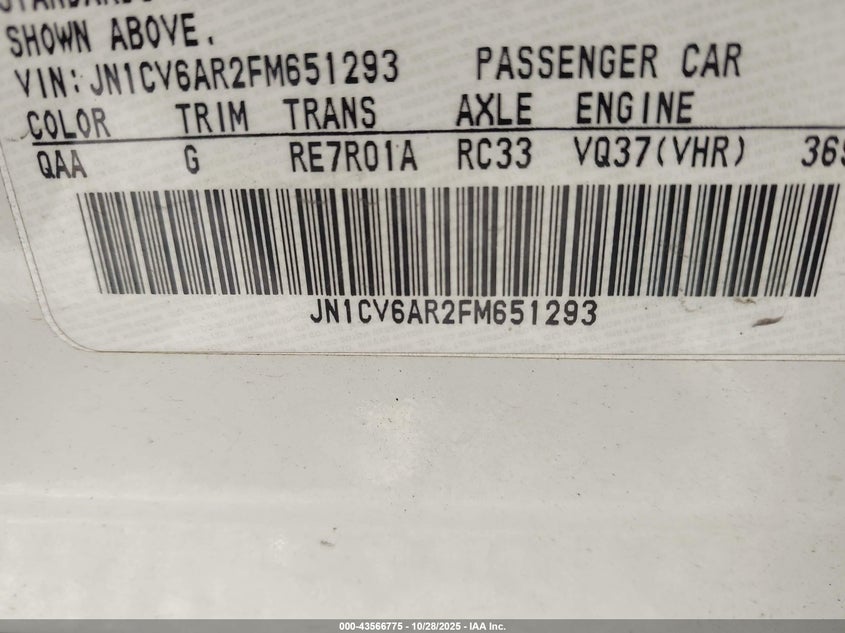 SHOWN ABOVE.
VIN: JN1CV6AR2FM651293 PASSENGER CAR
COLOR TRIM TRANS AXLE ENGINE
QAA G RE7R01A RC33 VQ37(VHR)
JN1CV6AR2FM651293
000-43566775 - 10/28/2025 - IAA Inc.